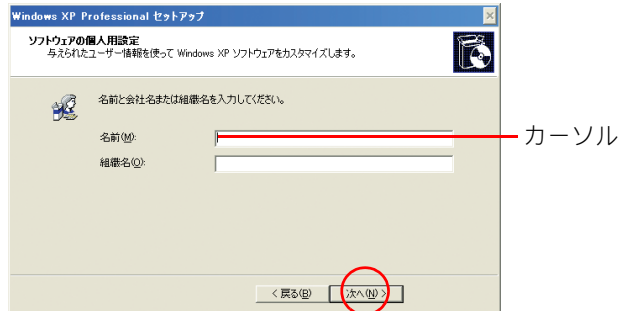 Windows XP Professional セットアップ
ソフトウェアの個人用設定
与えられたユーザー情報を使って Windows XP ソフトウェアをカスタマイズします。
名前と会社名または組織名を入力してください。
名前(M):
カーソル
組織名(O):
< 戻る(B)
次へ(N) >